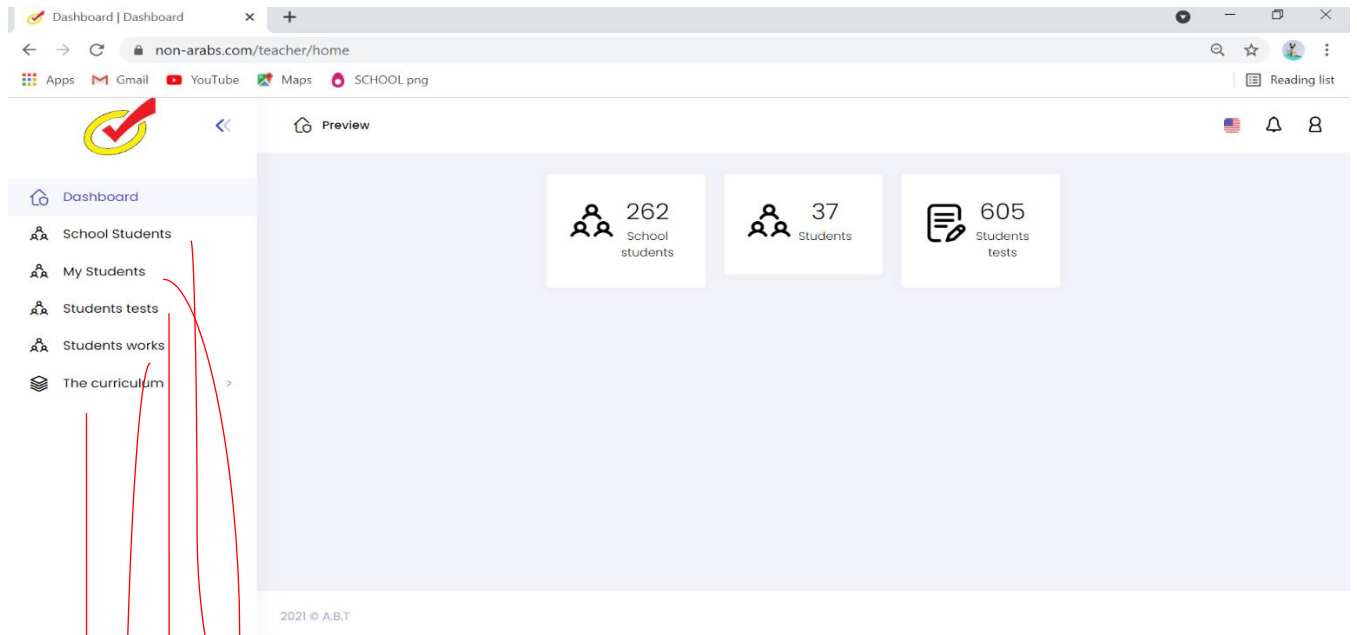 Dashboard | Dashboard
non-arabs.com/teacher/home
Apps Gmail YouTube Maps SCHOOL png Reading list
Preview
Dashboard
School Students
My Students
Students tests
Students works
The curriculum
262
School
students
37
Students
605
Students
tests
2021 © A.B.T